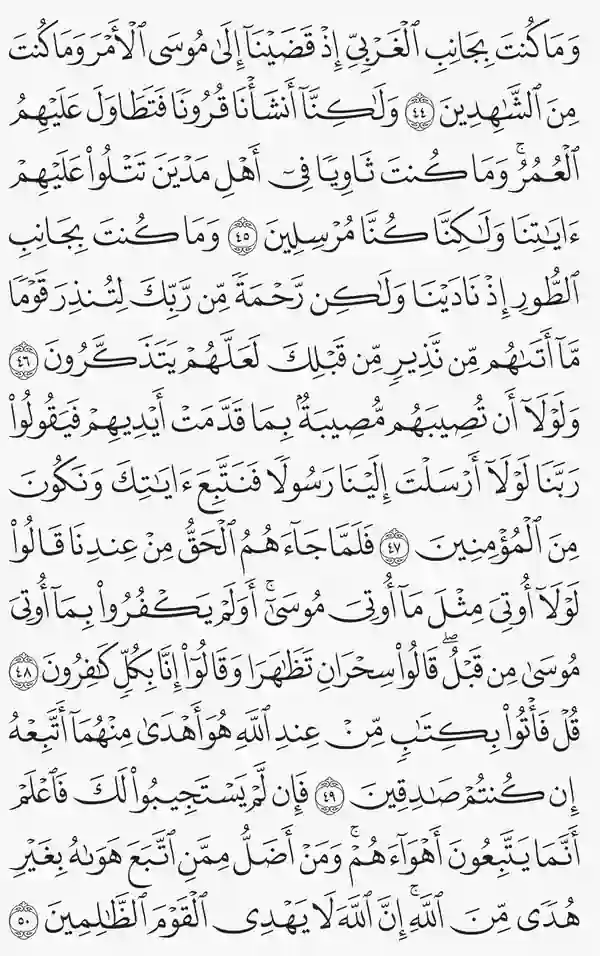 وَمَا كُنتَ بِجَانِبِ ٱلْغَرْبِيِّ إِذْ قَضَيْنَآ إِلَىٰ مُوسَى ٱلْأَمْرَ وَمَا كُنتَ
مِنَ ٱلشَّـٰهِدِينَ ٤٤ وَلَـٰكِنَّآ أَنشَأْنَا قُرُونًا فَتَطَاوَلَ عَلَيْهِمُ
ٱلْعُمُرُ ۚ وَمَا كُنتَ ثَاوِيًا فِىٓ أَهْلِ مَدْيَنَ تَتْلُوا۟ عَلَيْهِمْ
ءَايَـٰتِنَا وَلَـٰكِنَّا كُنَّا مُرْسِلِينَ ٤٥ وَمَا كُنتَ بِجَانِبِ
ٱلطُّورِ إِذْ نَادَيْنَا وَلَـٰكِن رَّحْمَةً مِّن رَّبِّكَ لِتُنذِرَ قَوْمًا
مَّآ أَتَىٰهُم مِّن نَّذِيرٍ مِّن قَبْلِكَ لَعَلَّهُمْ يَتَذَكَّرُونَ ٤٦
وَلَوْلَآ أَن تُصِيبَهُم مُّصِيبَةٌۢ بِمَا قَدَّمَتْ أَيْدِيهِمْ فَيَقُولُوا۟
رَبَّنَا لَوْلَآ أَرْسَلْتَ إِلَيْنَا رَسُولًا فَنَتَّبِعَ ءَايَـٰتِكَ وَنَكُونَ
مِنَ ٱلْمُؤْمِنِينَ ٤٧ فَلَمَّا جَآءَهُمُ ٱلْحَقُّ مِنْ عِندِنَا قَالُوا۟
لَوْلَآ أُوتِىَ مِثْلَ مَآ أُوتِىَ مُوسَىٰٓ ۚ أَوَلَمْ يَكْفُرُوا۟ بِمَآ أُوتِىَ
مُوسَىٰ مِن قَبْلُ ۖ قَالُوا۟ سِحْرَانِ تَظَـٰهَرَا وَقَالُوٓا۟ إِنَّا بِكُلٍّ كَـٰفِرُونَ ٤٨
قُلْ فَأْتُوا۟ بِكِتَـٰبٍ مِّنْ عِندِ ٱللَّهِ هُوَ أَهْدَىٰ مِنْهُمَآ أَتَّبِعْهُ
إِن كُنتُمْ صَـٰدِقِينَ ٤٩ فَإِن لَّمْ يَسْتَجِيبُوا۟ لَكَ فَٱعْلَمْ
أَنَّمَا يَتَّبِعُونَ أَهْوَآءَهُمْ ۚ وَمَنْ أَضَلُّ مِمَّنِ ٱتَّبَعَ هَوَىٰهُ بِغَيْرِ
هُدًى مِّنَ ٱللَّهِ ۚ إِنَّ ٱللَّهَ لَا يَهْدِى ٱلْقَوْمَ ٱلظَّـٰلِمِينَ ٥٠